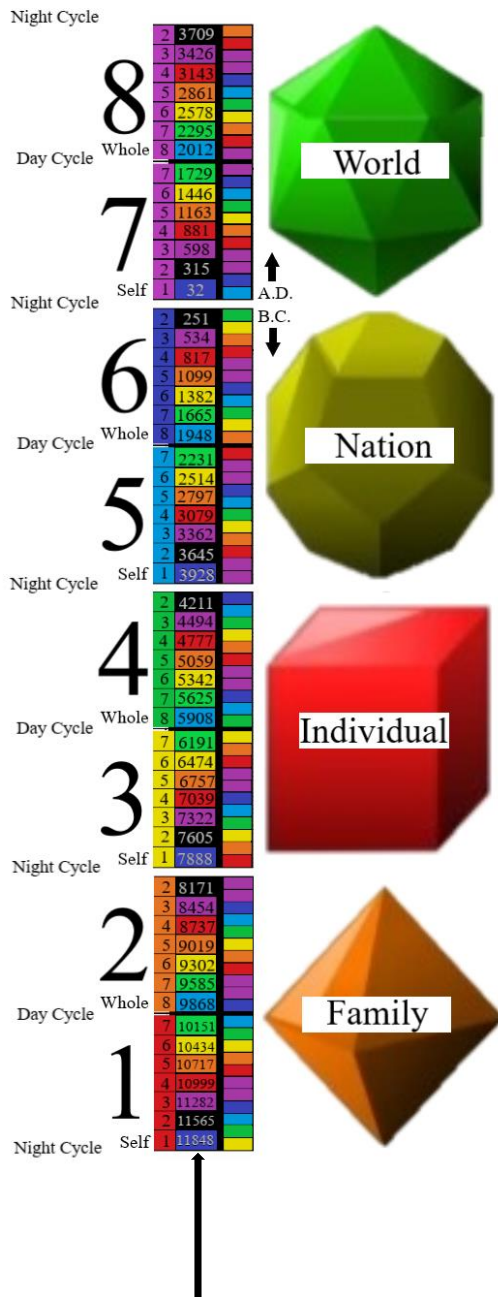 Night Cycle
2 3709
3 3426
4 3143
5 2861
6 2578
7 2295
8 2012
8
Whole
World
Day Cycle
7 1729
6 1446
5 1163
4 881
3 598
2 315
1 32
7
Self
A.D.
Night Cycle
B.C.
2 251
3 534
4 817
5 1099
6 1382
7 1665
8 1948
6
Whole
Nation
Day Cycle
7 2231
6 2514
5 2797
4 3079
3 3362
2 3645
1 3928
5
Self
Night Cycle
2 4211
3 4494
4 4777
5 5059
6 5342
7 5625
8 5908
4
Whole
Individual
Day Cycle
7 6191
6 6474
5 6757
4 7039
3 7322
2 7605
1 7888
3
Self
Night Cycle
2 8171
3 8454
4 8737
5 9019
6 9302
7 9585
8 9868
2
Whole
Family
Day Cycle
7 10151
6 10434
5 10717
4 10999
3 11282
2 11565
1 11848
1
Self
Night Cycle